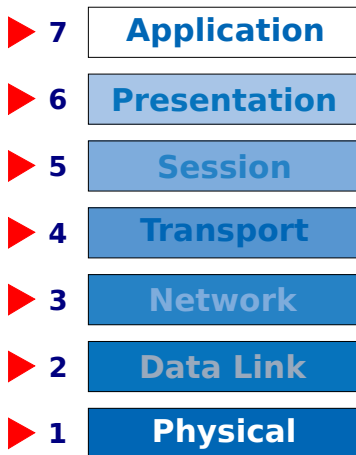 7 Application
6 Presentation
5 Session
4 Transport
3 Network
2 Data Link
1 Physical